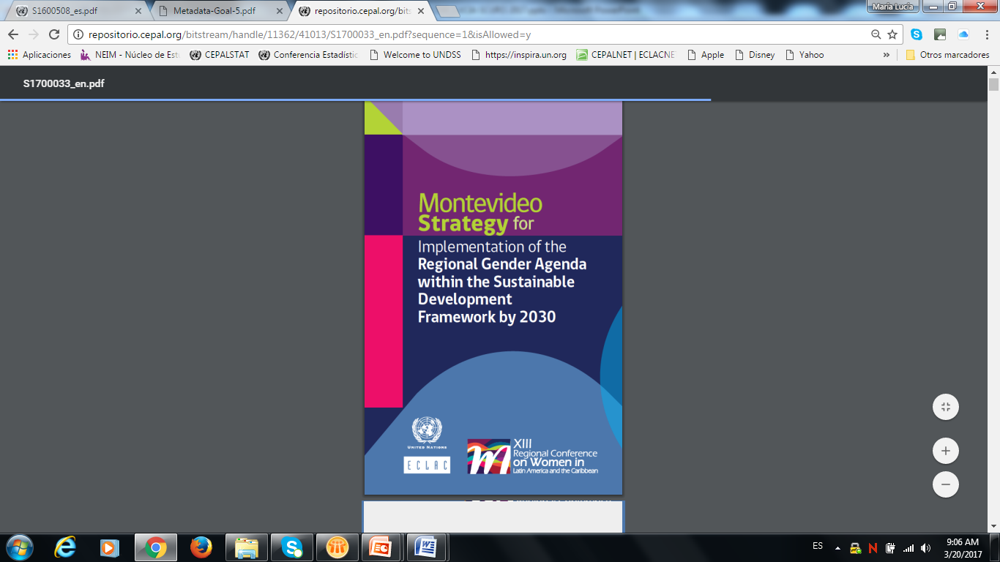 S1600508_es.pdf
Metadata-Goal-5.pdf
repositorio.cepal.org/bits
María Lucía
repositorio.cepal.org/bitstream/handle/11362/41013/S1700033_en.pdf?sequence=1&isAllowed=y
Aplicaciones
NEIM - Núcleo de Est
CEPALSTAT
Conferencia Estadístic
Welcome to UNDSS
https://inspira.un.org
CEPALNET | ECLACNE
Apple
Disney
Yahoo
»
Otros marcadores
S1700033_en.pdf
Montevideo
Strategy for
Implementation of the
Regional Gender Agenda
within the Sustainable
Development
Framework by 2030
UNITED NATIONS
ECLAC
XIII
Regional Conference
on Women in
Latin America and the Caribbean
ES
9:06 AM
3/20/2017